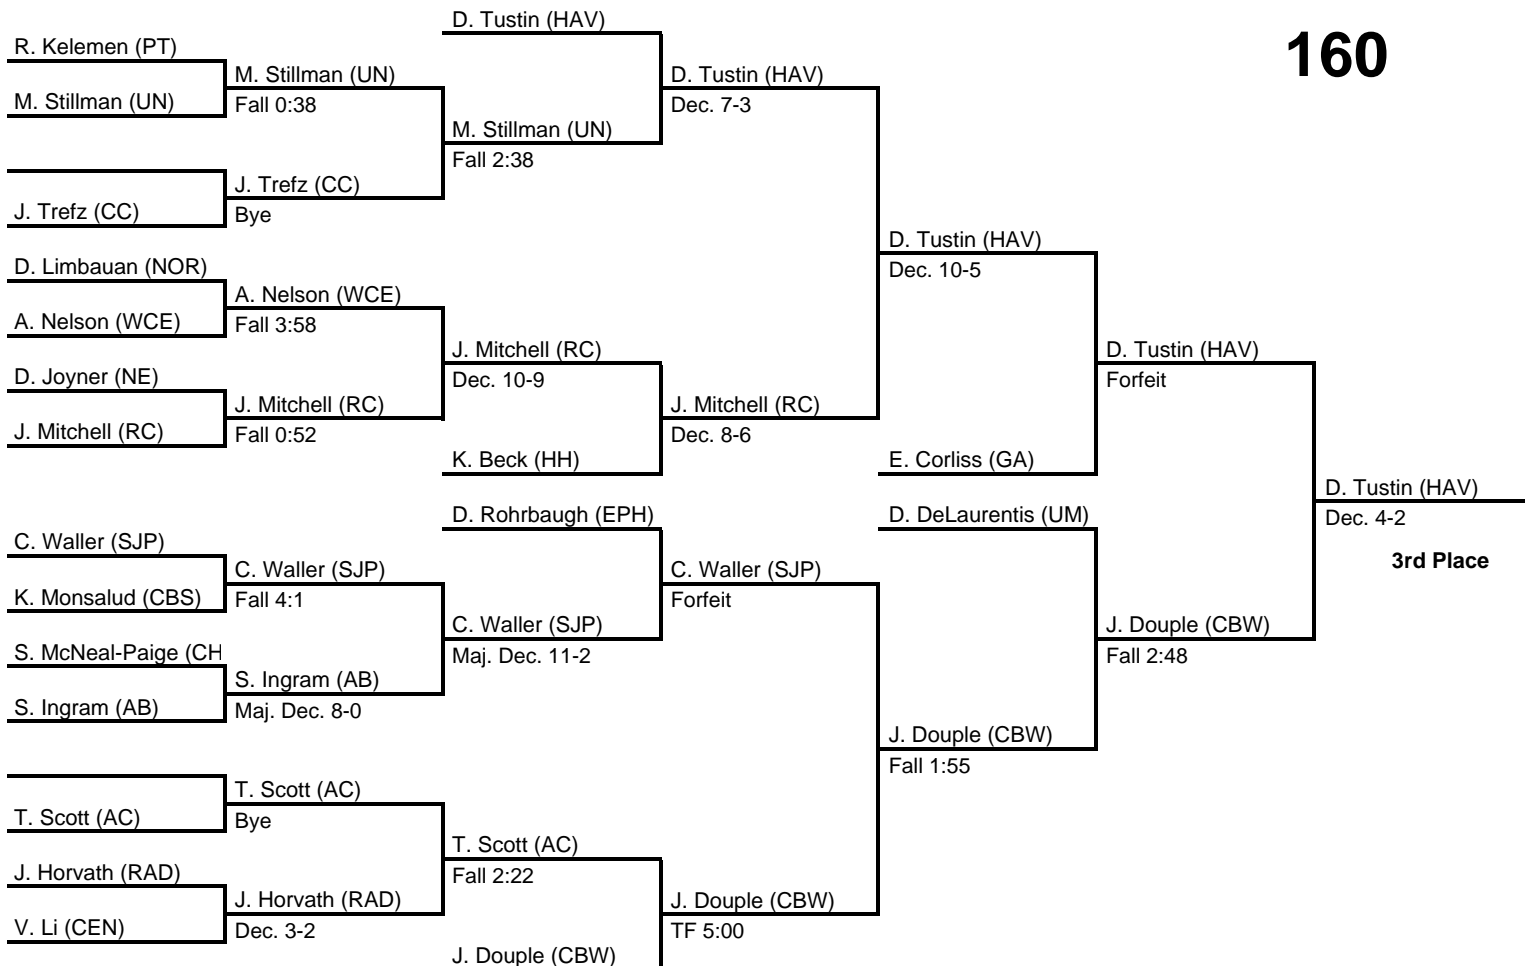 D. Tustin (HAV)
160
R. Kelemen (PT)
M. Stillman (UN)
D. Tustin (HAV)
M. Stillman (UN)
Fall 0:38
Dec. 7-3
M. Stillman (UN)
Fall 2:38
J. Trefz (CC)
J. Trefz (CC)
Bye
D. Tustin (HAV)
D. Limbauan (NOR)
Dec. 10-5
A. Nelson (WCE)
A. Nelson (WCE)
Fall 3:58
J. Mitchell (RC)
D. Tustin (HAV)
D. Joyner (NE)
Dec. 10-9
Forfeit
J. Mitchell (RC)
J. Mitchell (RC)
J. Mitchell (RC)
Fall 0:52
Dec. 8-6
K. Beck (HH)
E. Corliss (GA)
D. Tustin (HAV)
D. Rohrbaugh (EPH)
D. DeLaurentis (UM)
Dec. 4-2
C. Waller (SJP)
3rd Place
C. Waller (SJP)
C. Waller (SJP)
K. Monsalud (CBS)
Fall 4:1
Forfeit
C. Waller (SJP)
J. Douple (CBW)
S. McNeal-Paige (CH
Maj. Dec. 11-2
Fall 2:48
S. Ingram (AB)
S. Ingram (AB)
Maj. Dec. 8-0
J. Douple (CBW)
Fall 1:55
T. Scott (AC)
T. Scott (AC)
Bye
T. Scott (AC)
J. Horvath (RAD)
Fall 2:22
J. Horvath (RAD)
J. Douple (CBW)
V. Li (CEN)
Dec. 3-2
TF 5:00
J. Douple (CBW)